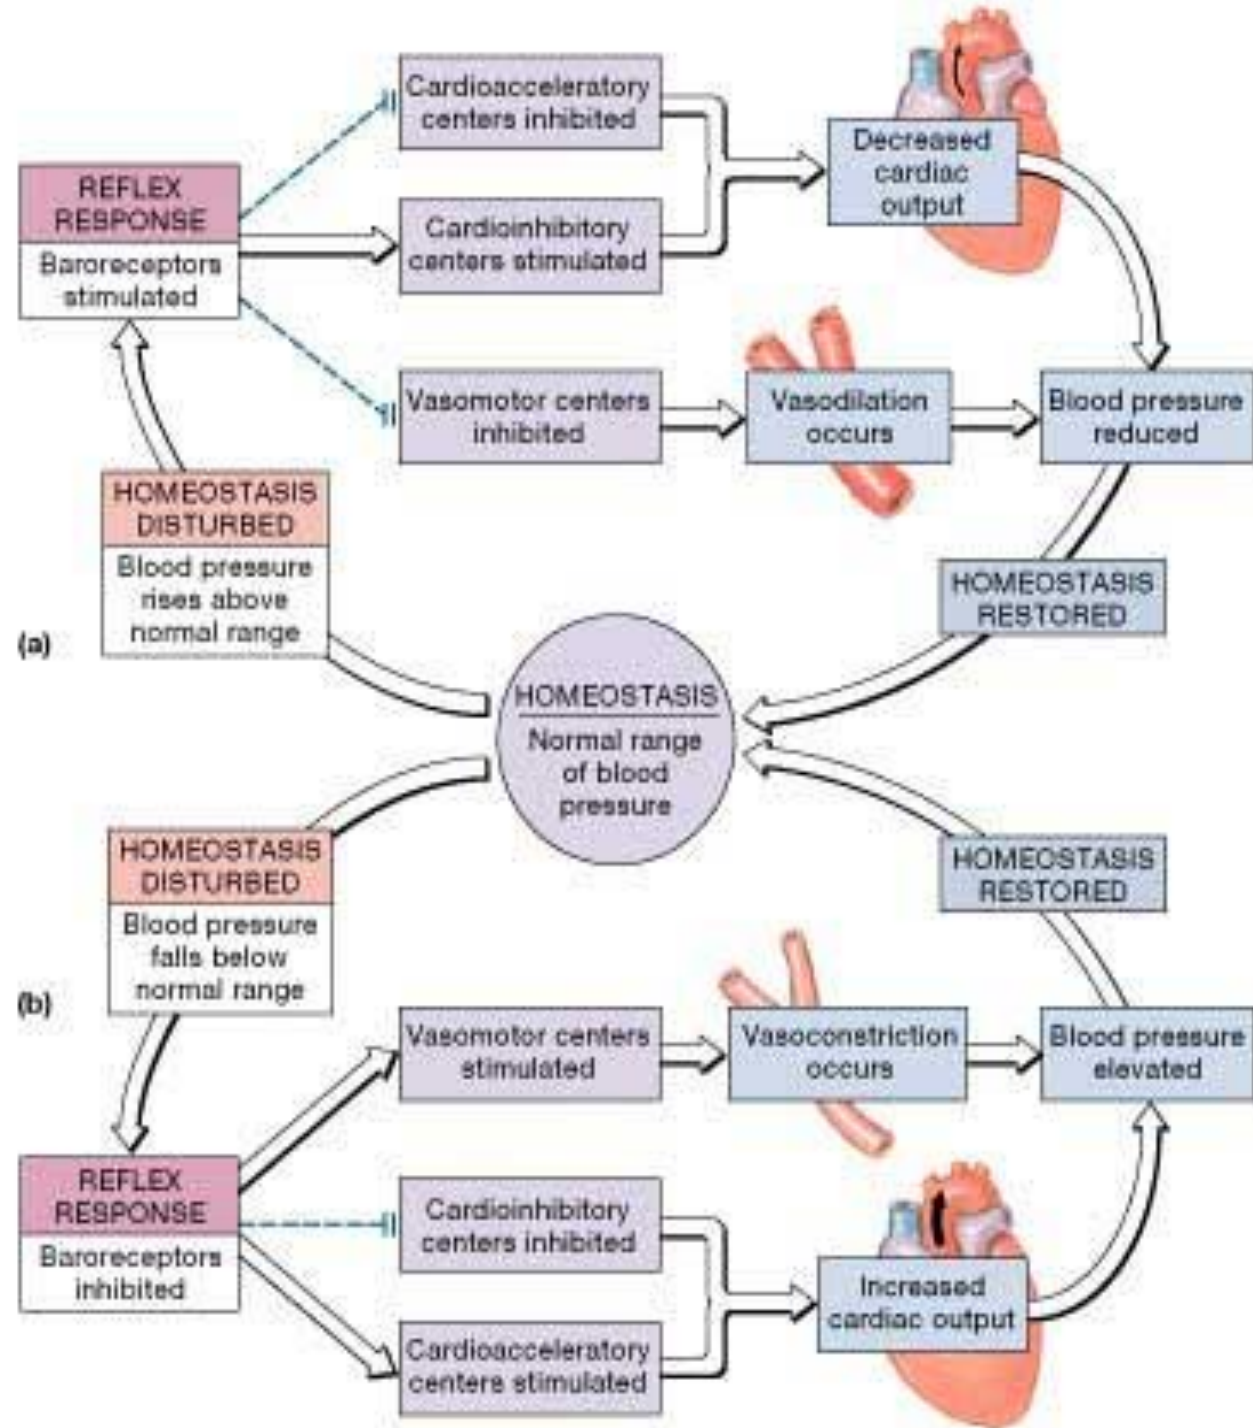 Cardioacceleratory
centers inhibited
Decreased
cardiac
output
REFLEX
RESPONSE
Baroreceptors
stimulated
Cardioinhibitory
centers stimulated
Vasomotor centers
inhibited
Vasodilation
occurs
Blood pressure
reduced
HOMEOSTASIS
DISTURBED
Blood pressure
rises above
normal range
(a)
HOMEOSTASIS
RESTORED
HOMEOSTASIS
Normal range
of blood
pressure
HOMEOSTASIS
DISTURBED
Blood pressure
falls below
normal range
(b)
HOMEOSTASIS
RESTORED
Vasomotor centers
stimulated
Vasoconstriction
occurs
Blood pressure
elevated
REFLEX
RESPONSE
Baroreceptors
inhibited
Cardioinhibitory
centers inhibited
Increased
cardiac output
Cardioacceleratory
centers stimulated